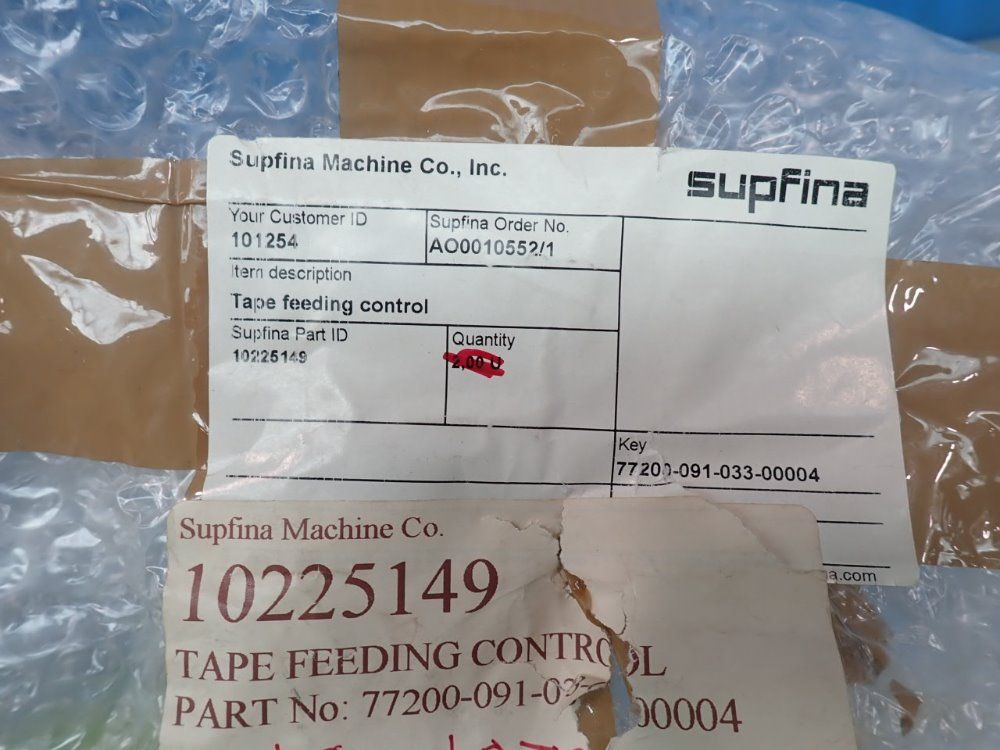 Supfina Machine Co., Inc.
supfina
Your Customer ID
101254
Supfina Order No.
AO0010552/1
Item description
Tape feeding control
Supfina Part ID
10225149
Quantity
2,00 U
Key
77200-091-033-00004
a.com
Supfina Machine Co.
10225149
TAPE FEEDING CONTROL
PART No: 77200-091-03 00004